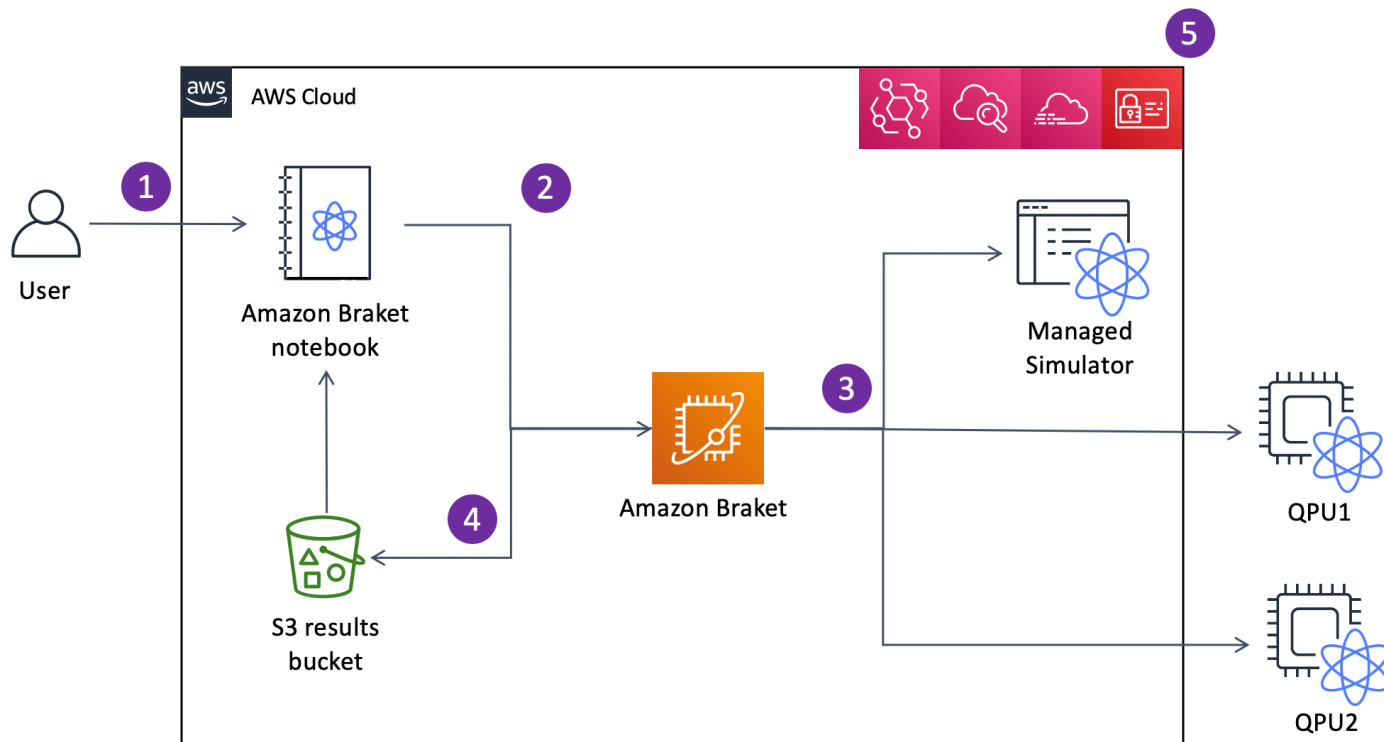 5
aws
AWS Cloud
1
2
User
Amazon Braket
notebook
Managed
Simulator
3
Amazon Braket
QPU1
4
S3 results
bucket
QPU2